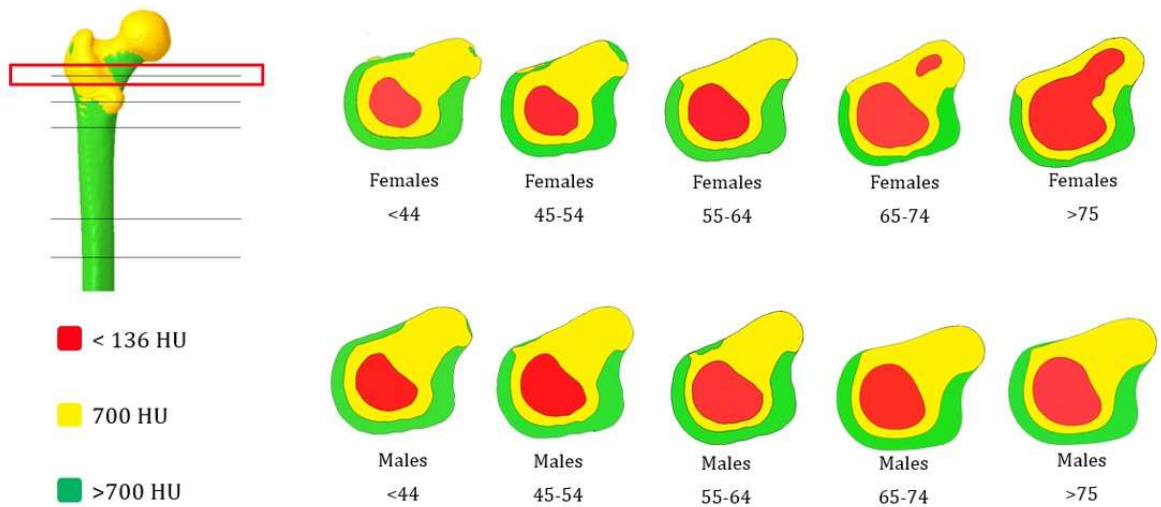 Females
<44
Females
45-54
Females
55-64
Females
65-74
Females
>75
< 136 HU
700 HU
>700 HU
Males
<44
Males
45-54
Males
55-64
Males
65-74
Males
>75